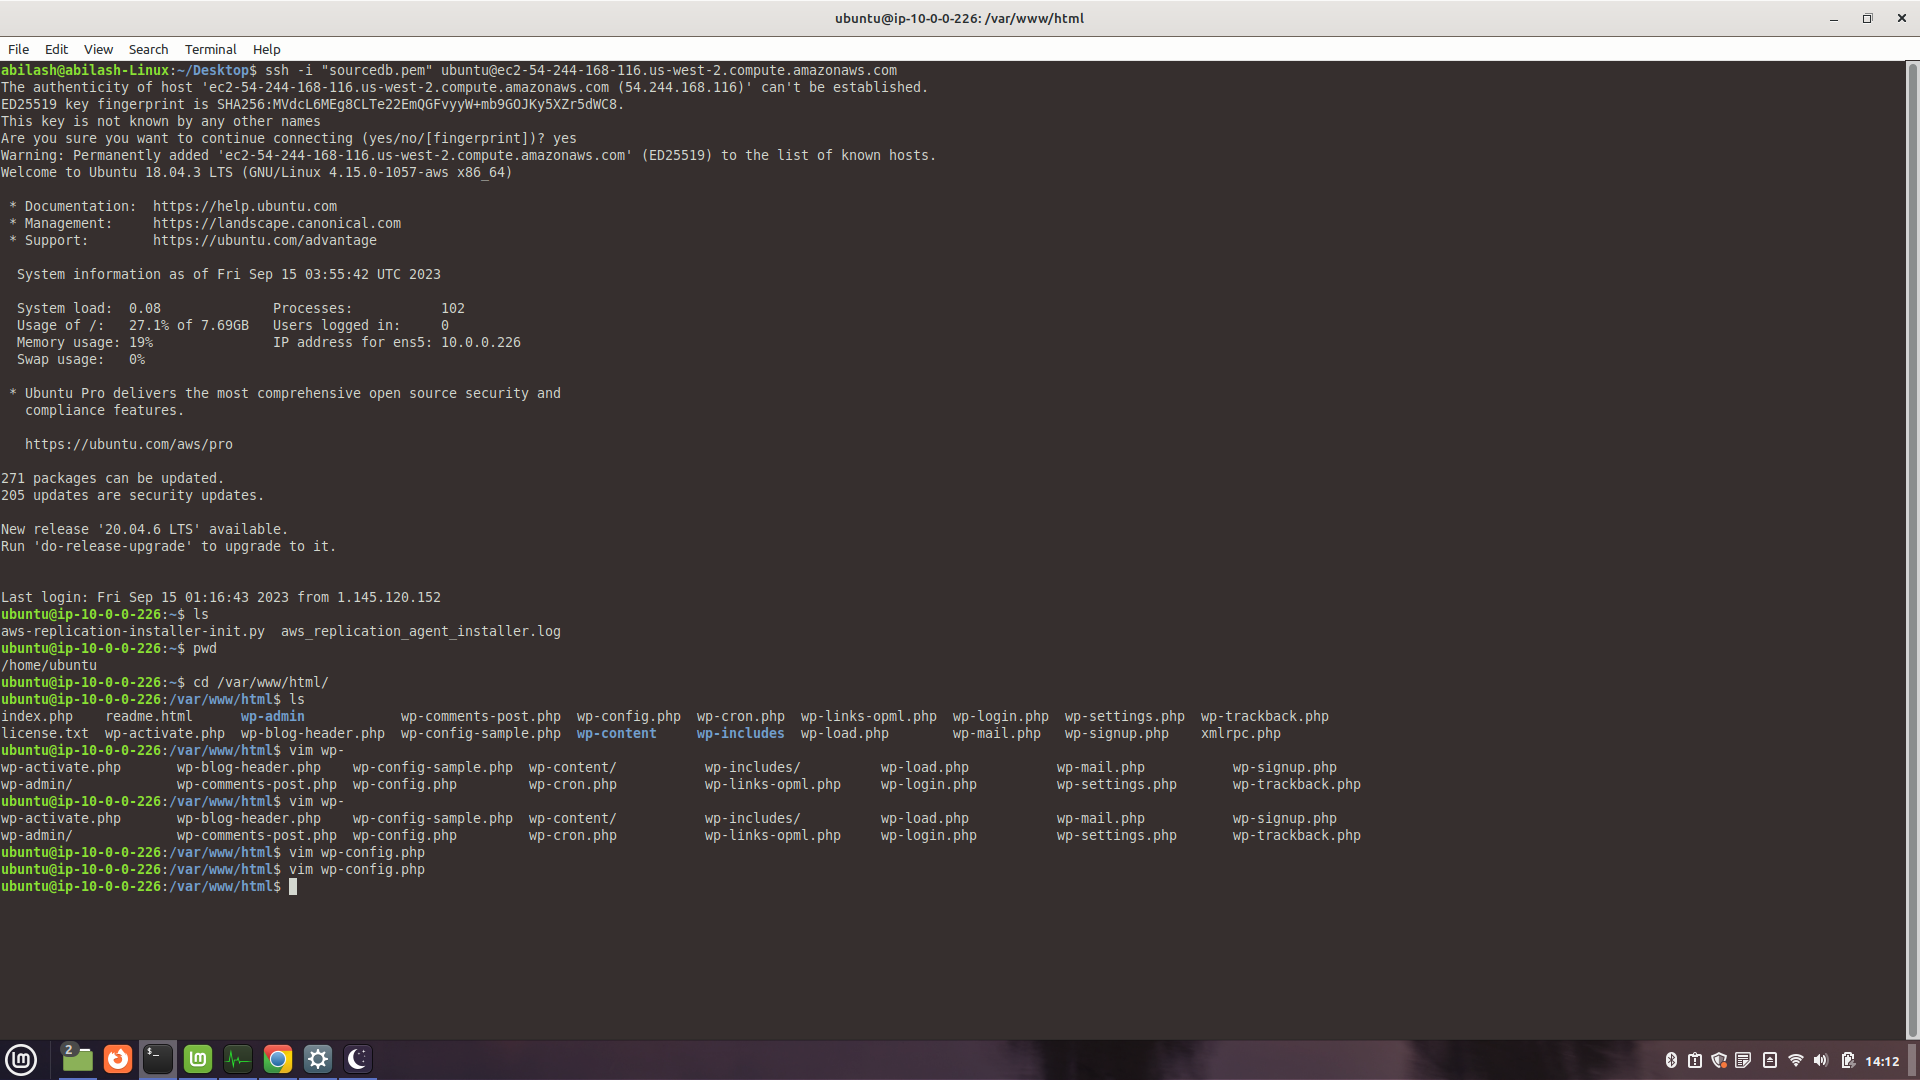 ubuntu@ip-10-0-0-226: /var/www/html
File Edit View Search Terminal Help
abilash@abilash-Linux:~/Desktop$ ssh -i "sourcedb.pem" ubuntu@ec2-54-244-168-116.us-west-2.compute.amazonaws.com
The authenticity of host 'ec2-54-244-168-116.us-west-2.compute.amazonaws.com (54.244.168.116)' can't be established.
ED25519 key fingerprint is SHA256:MVdcL6MEg8CLTe22EmQGFvyyW+mb9GOJKy5XZr5dWC8.
This key is not known by any other names
Are you sure you want to continue connecting (yes/no/[fingerprint])? yes
Warning: Permanently added 'ec2-54-244-168-116.us-west-2.compute.amazonaws.com' (ED25519) to the list of known hosts.
Welcome to Ubuntu 18.04.3 LTS (GNU/Linux 4.15.0-1057-aws x86_64)
 * Documentation:  https://help.ubuntu.com
 * Management:     https://landscape.canonical.com
 * Support:        https://ubuntu.com/advantage
  System information as of Fri Sep 15 03:55:42 UTC 2023
  System load:  0.08              Processes:           102
  Usage of /:   27.1% of 7.69GB   Users logged in:     0
  Memory usage: 19%               IP address for ens5: 10.0.0.226
  Swap usage:   0%
 * Ubuntu Pro delivers the most comprehensive open source security and
   compliance features.
   https://ubuntu.com/aws/pro
271 packages can be updated.
205 updates are security updates.
New release '20.04.6 LTS' available.
Run 'do-release-upgrade' to upgrade to it.
Last login: Fri Sep 15 01:16:43 2023 from 1.145.120.152
ubuntu@ip-10-0-0-226:~$ ls
aws-replication-installer-init.py  aws_replication_agent_installer.log
ubuntu@ip-10-0-0-226:~$ pwd
/home/ubuntu
ubuntu@ip-10-0-0-226:~$ cd /var/www/html/
ubuntu@ip-10-0-0-226:/var/www/html$ ls
index.php    readme.html      wp-admin            wp-comments-post.php  wp-config.php  wp-cron.php  wp-links-opml.php  wp-login.php  wp-settings.php  wp-trackback.php
license.txt  wp-activate.php  wp-blog-header.php  wp-config-sample.php  wp-content     wp-includes  wp-load.php        wp-mail.php   wp-signup.php    xmlrpc.php
ubuntu@ip-10-0-0-226:/var/www/html$ vim wp-
wp-activate.php       wp-blog-header.php    wp-config-sample.php  wp-content/           wp-includes/          wp-load.php           wp-mail.php           wp-signup.php
wp-admin/             wp-comments-post.php  wp-config.php         wp-cron.php           wp-links-opml.php     wp-login.php          wp-settings.php       wp-trackback.php
ubuntu@ip-10-0-0-226:/var/www/html$ vim wp-
wp-activate.php       wp-blog-header.php    wp-config-sample.php  wp-content/           wp-includes/          wp-load.php           wp-mail.php           wp-signup.php
wp-admin/             wp-comments-post.php  wp-config.php         wp-cron.php           wp-links-opml.php     wp-login.php          wp-settings.php       wp-trackback.php
ubuntu@ip-10-0-0-226:/var/www/html$ vim wp-config.php
ubuntu@ip-10-0-0-226:/var/www/html$ vim wp-config.php
ubuntu@ip-10-0-0-226:/var/www/html$
2
14:12